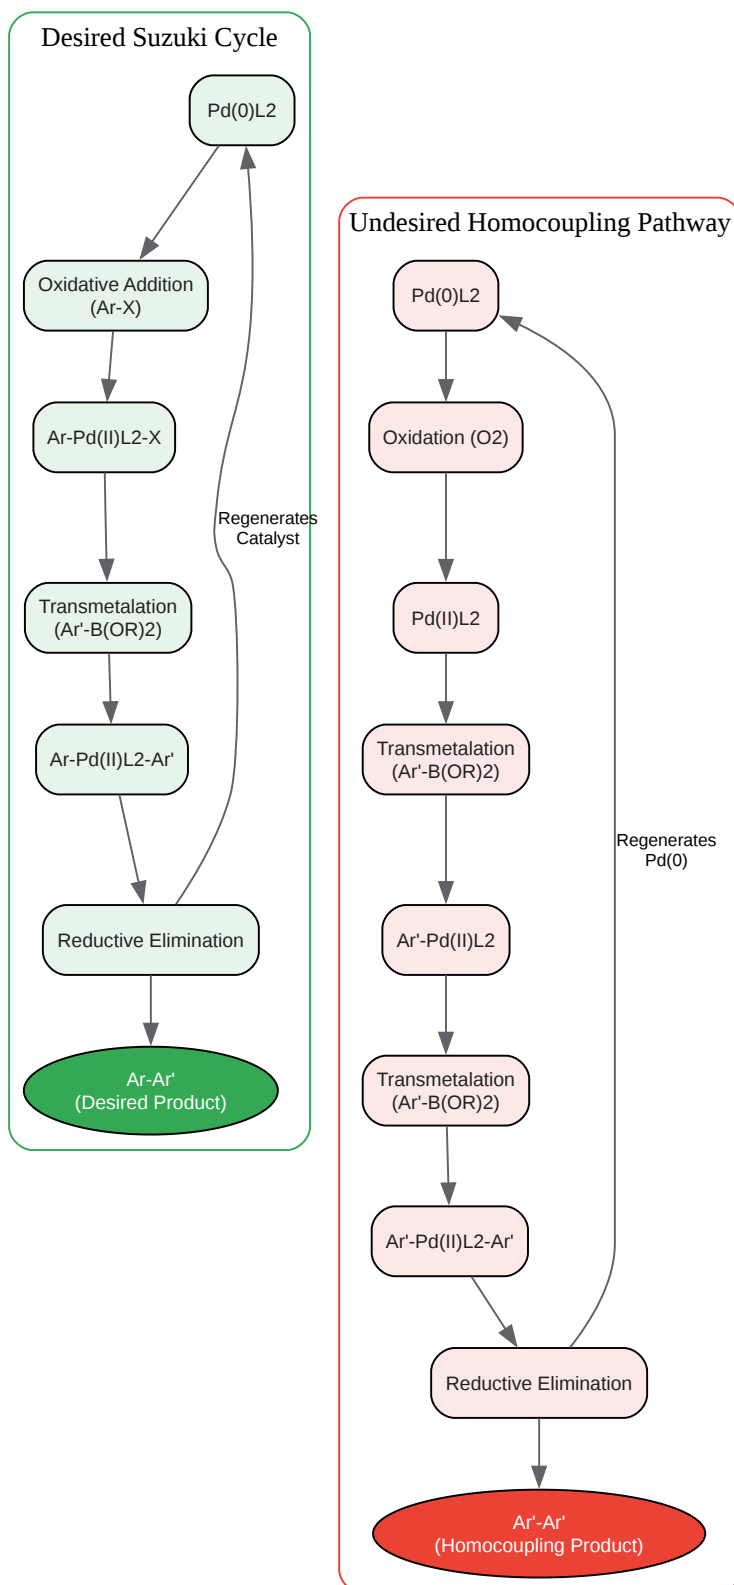 Desired Suzuki Cycle
Pd(0)L2
Oxidative Addition
(Ar-X)
Ar-Pd(II)L2-X
Regenerates
Catalyst
Transmetalation
(Ar'-B(OR)2)
Ar-Pd(II)L2-Ar'
Reductive Elimination
Ar-Ar'
(Desired Product)
Undesired Homocoupling Pathway
Pd(0)L2
Oxidation (O2)
Pd(II)L2
Transmetalation
(Ar'-B(OR)2)
Regenerates
Pd(0)
Ar'-Pd(II)L2
Transmetalation
(Ar'-B(OR)2)
Ar'-Pd(II)L2-Ar'
Reductive Elimination
Ar'-Ar'
(Homocoupling Product)